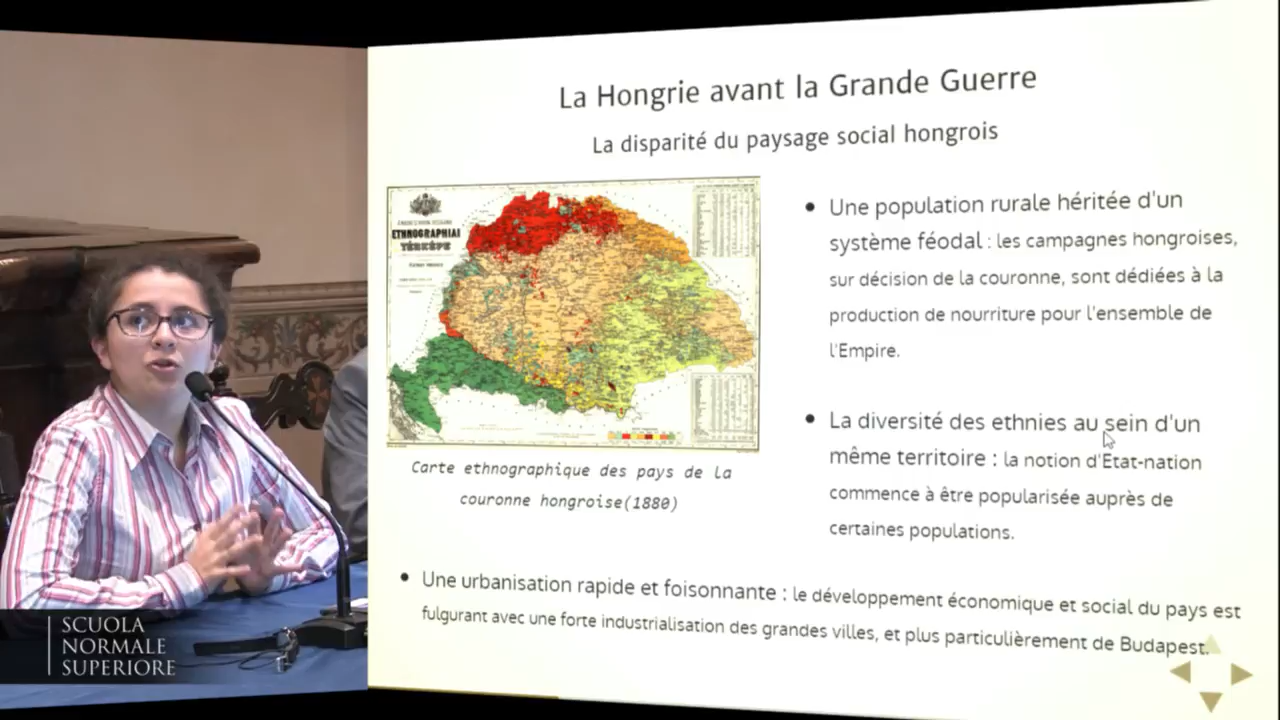 La Hongrie avant la Grande Guerre
La disparité du paysage social hongrois
ETHNOGRAPHIAI
TÉRKÉPE
Carte ethnographique des pays de la
couronne hongroise(1880)
• Une population rurale héritée d'un
système féodal : les campagnes hongroises,
sur décision de la couronne, sont dédiées à la
production de nourriture pour l'ensemble de
l'Empire.
• La diversité des ethnies au sein d'un
même territoire : la notion d'Etat-nation
commence à être popularisée auprès de
certaines populations.
• Une urbanisation rapide et foisonnante : le développement économique et social du pays est
fulgurant avec une forte industrialisation des grandes villes, et plus particulièrement de Budapest.
SCUOLA
NORMALE
SUPERIORE